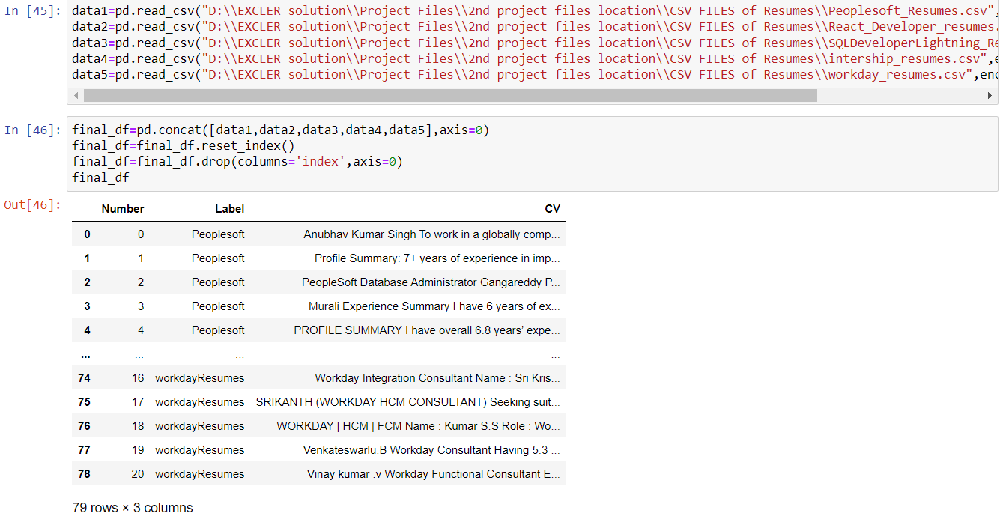 In [45]: data1=pd.read_csv("D:\\EXCLER solution\\Project Files\\2nd project files location\\CSV FILES of Resumes\\Peoplesoft_Resumes.csv",
data2=pd.read_csv("D:\\EXCLER solution\\Project Files\\2nd project files location\\CSV FILES of Resumes\\React_Developer_resumes.
data3=pd.read_csv("D:\\EXCLER solution\\Project Files\\2nd project files location\\CSV FILES of Resumes\\SQLDeveloperLightning_Re
data4=pd.read_csv("D:\\EXCLER solution\\Project Files\\2nd project files location\\CSV FILES of Resumes\\intership_resumes.csv",e
data5=pd.read_csv("D:\\EXCLER solution\\Project Files\\2nd project files location\\CSV FILES of Resumes\\workday_resumes.csv",enc
In [46]: final_df=pd.concat([data1,data2,data3,data4,data5],axis=0)
final_df=final_df.reset_index()
final_df=final_df.drop(columns='index',axis=0)
final_df
Out[46]:
Number Label CV
0 0 Peoplesoft Anubhav Kumar Singh To work in a globally comp...
1 1 Peoplesoft Profile Summary: 7+ years of experience in imp...
2 2 Peoplesoft PeopleSoft Database Administrator Gangareddy P...
3 3 Peoplesoft Murali Experience Summary I have 6 years of ex...
4 4 Peoplesoft PROFILE SUMMARY I have overall 6.8 years’ expe...
... ... ... ...
74 16 workdayResumes Workday Integration Consultant Name : Sri Kris...
75 17 workdayResumes SRIKANTH (WORKDAY HCM CONSULTANT) Seeking suit...
76 18 workdayResumes WORKDAY | HCM | FCM Name : Kumar S.S Role : Wo...
77 19 workdayResumes Venkateswarlu.B Workday Consultant Having 5.3 ...
78 20 workdayResumes Vinay kumar .v Workday Functional Consultant E...
79 rows × 3 columns